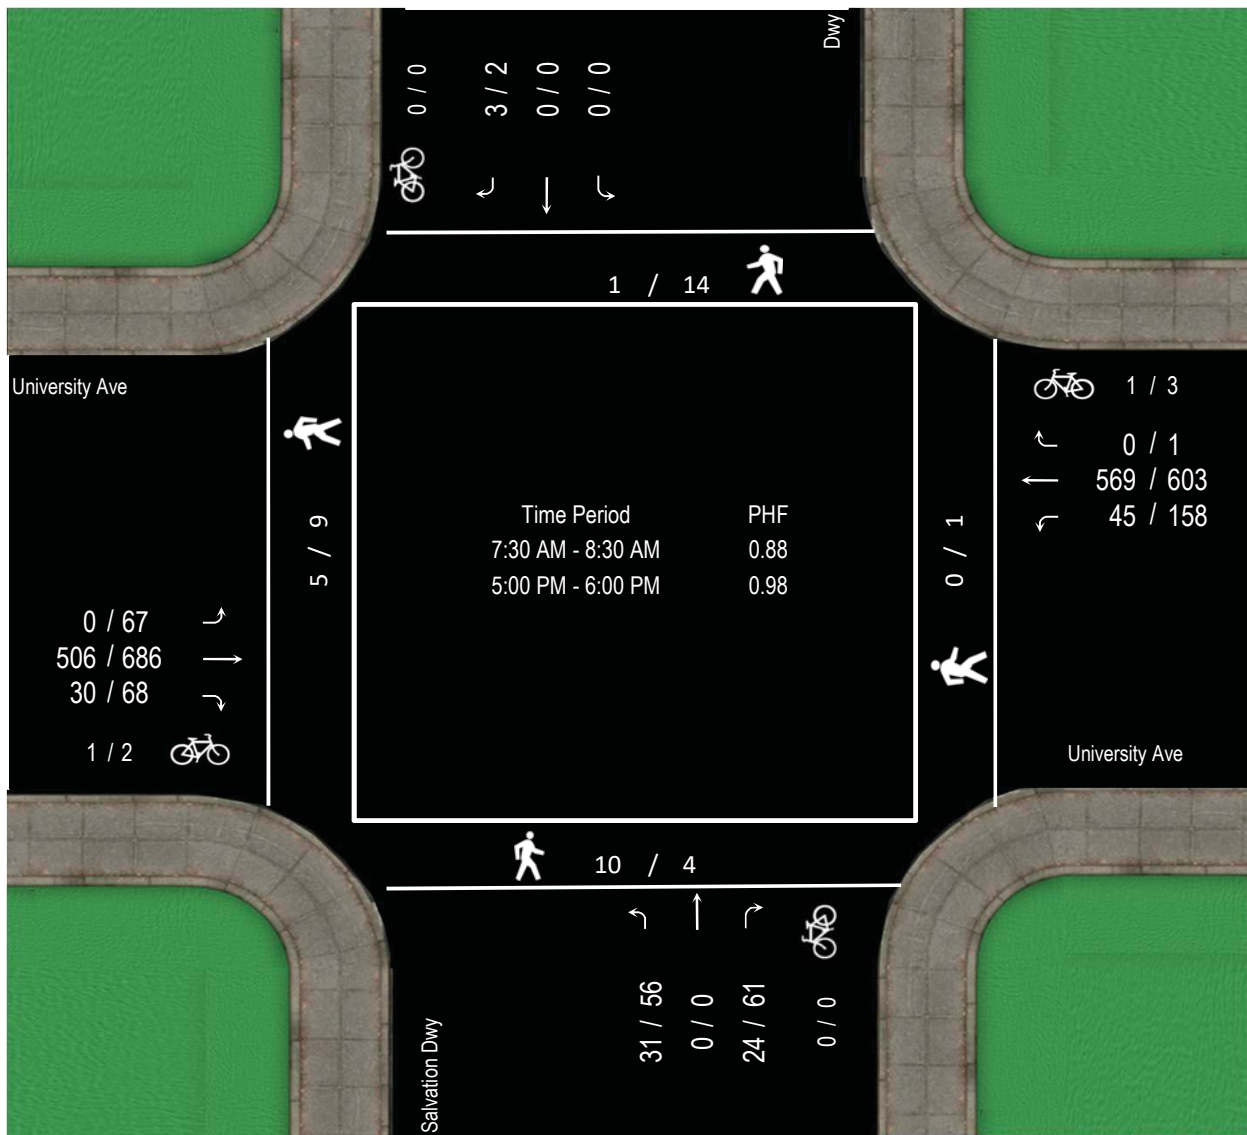 Dwy
0 / 0
3 / 2
0 / 0
0 / 0
1 / 14
University Ave
1 / 3
0 / 1
569 / 603
45 / 158
5 / 9
0 / 1
Time Period PHF
7:30 AM - 8:30 AM 0.88
5:00 PM - 6:00 PM 0.98
0 / 67
506 / 686
30 / 68
1 / 2
University Ave
10 / 4
31 / 56
0 / 0
24 / 61
0 / 0
Salvation Dwy